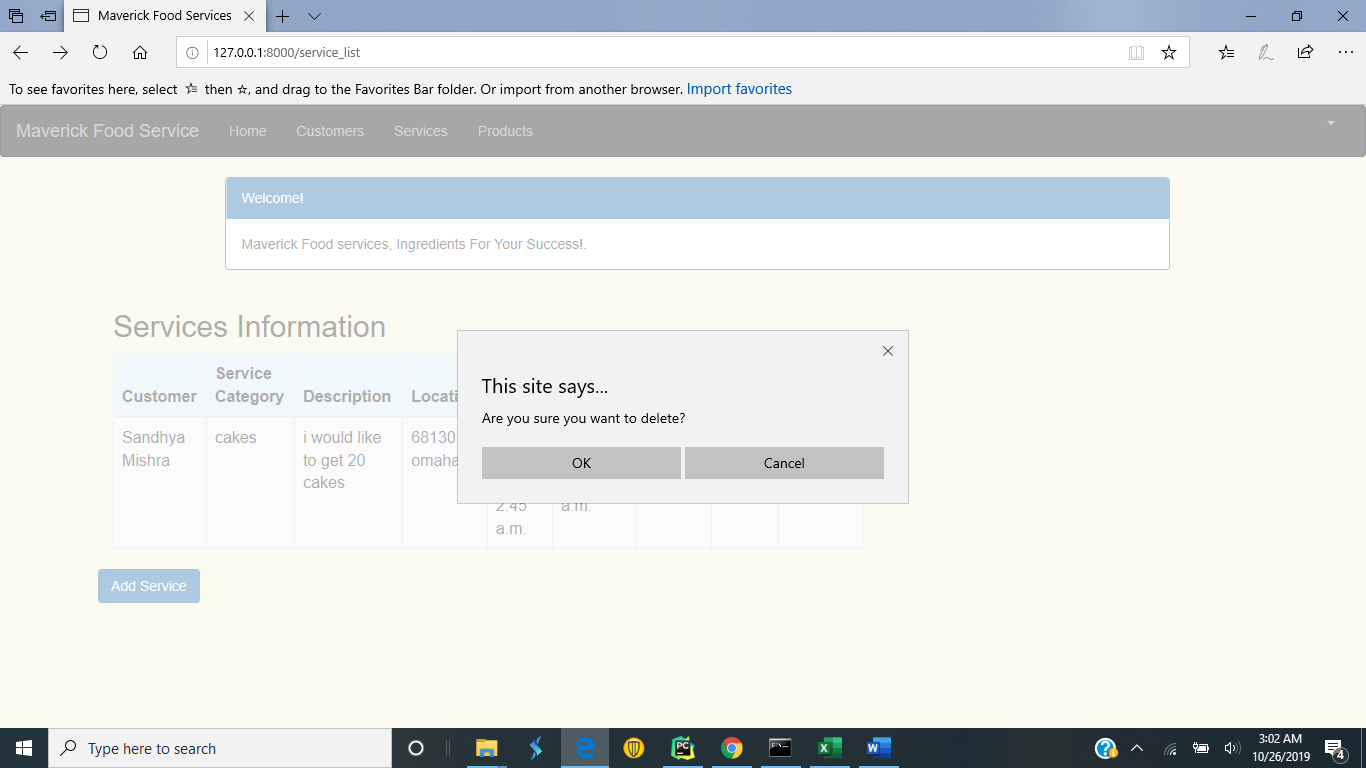 Maverick Food Services
127.0.0.1:8000/service_list
To see favorites here, select then , and drag to the Favorites Bar folder. Or import from another browser. Import favorites
Maverick Food Service Home Customers Services Products
Welcome!
Maverick Food services, Ingredients For Your Success!.
Services Information
Customer
Service
Category
Description
Locati
Sandhya
Mishra
cakes
i would like
to get 20
cakes
68130
omaha
2:45
a.m.
a.m.
This site says...
Are you sure you want to delete?
OK Cancel
Add Service
Type here to search
PC
3:02 AM
10/26/2019
4